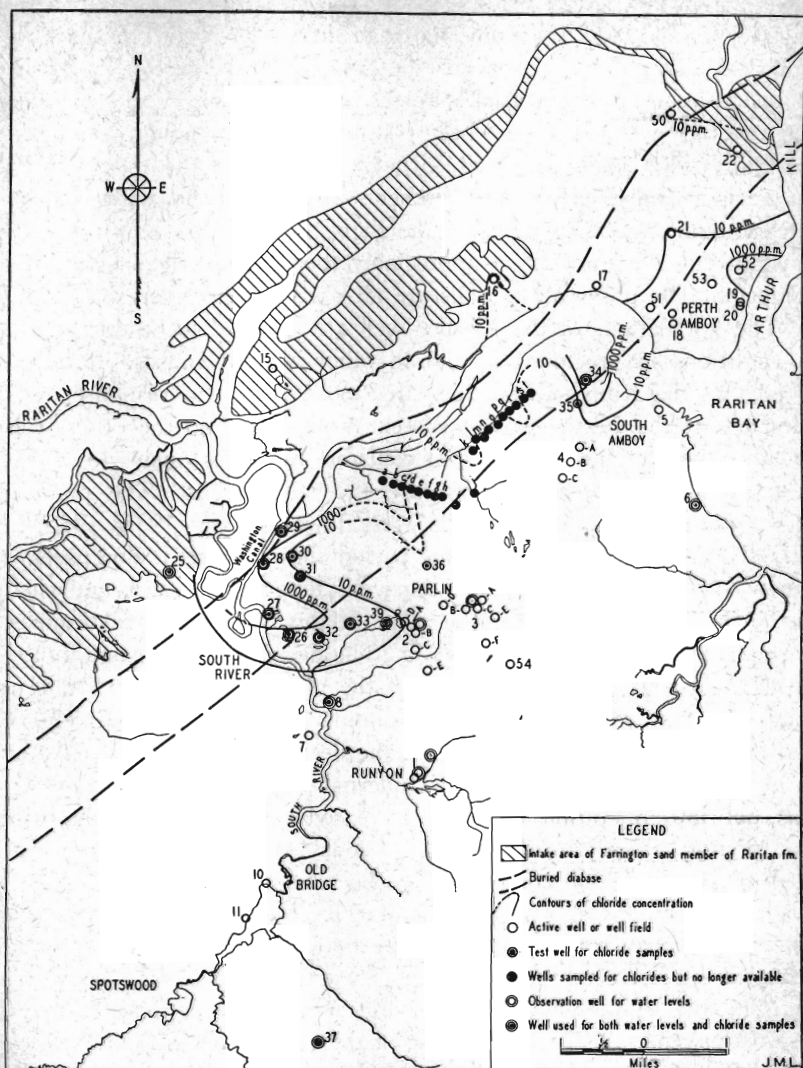 N
W E
S
50
10 p.p.m.
22
KILL
21
10 p.p.m.
1000 p.p.m.
52
17
53
16
19
20
51
PERTH
AMBOY
18
ARTHUR
10 p.p.m.
15
RARITAN RIVER
1000 p.p.m.
10 p.p.m.
10
34
35
SOUTH
AMBOY
5
RARITAN
BAY
10 p.p.m.
k l m n o p q
-A
4 -B
-C
6
a b c d e f g h
1000
10
Washington
Canal
29
28
30
31
36
25
10 p.p.m.
1000 p.p.m.
PARLIN
27
26
32
33
39
2
-A
-B
-C
-E
B-
-A
-C
-E
3
-F
54
SOUTH
RIVER
8
7
RUNYON
1
SOUTH RIVER
OLD
BRIDGE
10
11
SPOTSWOOD
37
LEGEND
Intake area of Farrington sand member of Raritan fm.
Buried diabase
Contours of chloride concentration
Active well or well field
Test well for chloride samples
Wells sampled for chlorides but no longer available
Observation well for water levels
Well used for both water levels and chloride samples
1 ½ 0 1
Miles
J.M.L.